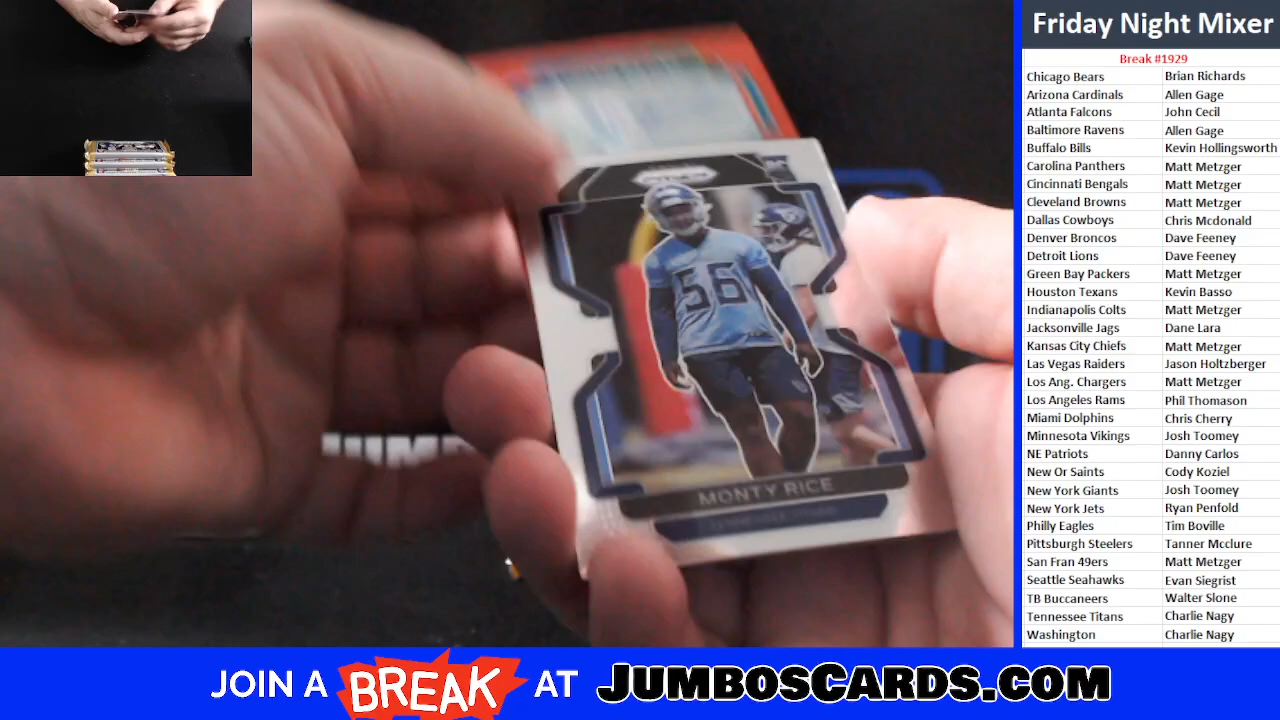 Friday Night Mixer
Break #1929
Chicago Bears Brian Richards
Arizona Cardinals Allen Gage
Atlanta Falcons John Cecil
Baltimore Ravens Allen Gage
Buffalo Bills Kevin Hollingsworth
Carolina Panthers Matt Metzger
Cincinnati Bengals Matt Metzger
Cleveland Browns Matt Metzger
Dallas Cowboys Chris Mcdonald
Denver Broncos Dave Feeney
Detroit Lions Dave Feeney
Green Bay Packers Matt Metzger
Houston Texans Kevin Basso
Indianapolis Colts Matt Metzger
Jacksonville Jags Dane Lara
Kansas City Chiefs Matt Metzger
Las Vegas Raiders Jason Holtzberger
Los Ang. Chargers Matt Metzger
Los Angeles Rams Phil Thomason
Miami Dolphins Chris Cherry
Minnesota Vikings Josh Toomey
NE Patriots Danny Carlos
New Or Saints Cody Koziel
New York Giants Josh Toomey
New York Jets Ryan Penfold
Philly Eagles Tim Boville
Pittsburgh Steelers Tanner Mcclure
San Fran 49ers Matt Metzger
Seattle Seahawks Evan Siegrist
TB Buccaneers Walter Slone
Tennessee Titans Charlie Nagy
Washington Charlie Nagy
PRIZM
56
MONTY RICE
JOIN A BREAK AT JUMBOSCARDS.COM